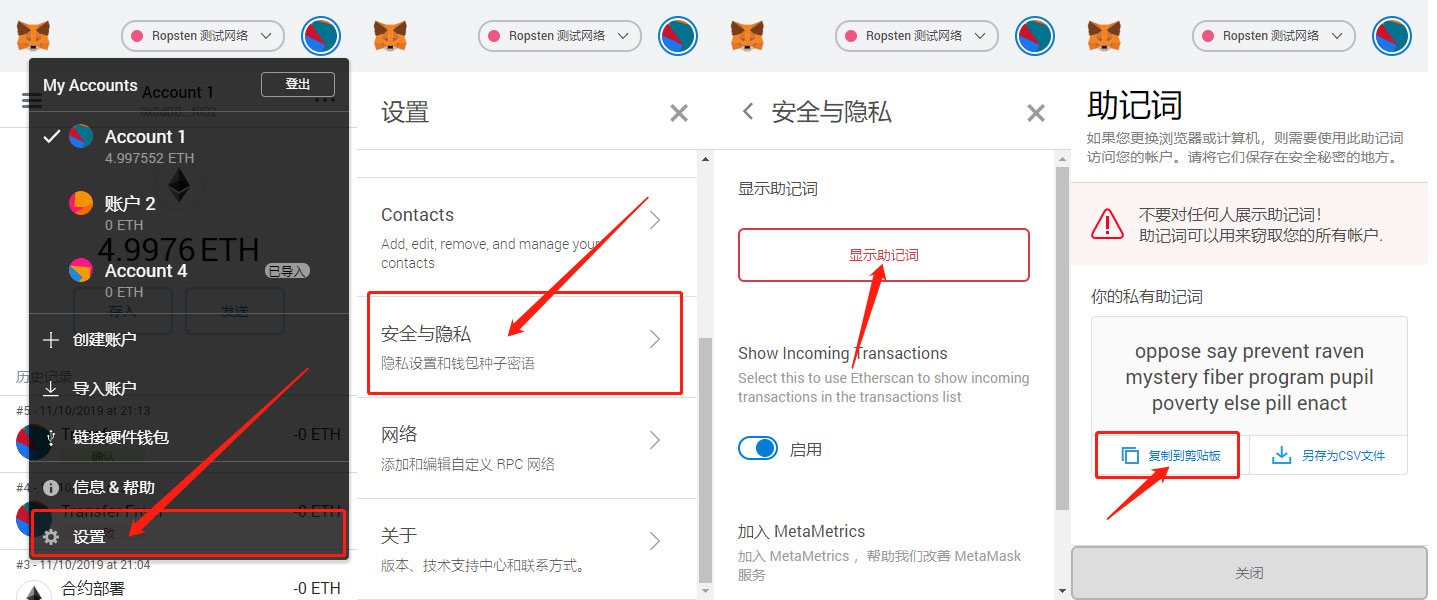 Ropsten 测试网络
My Accounts
登出
Account 1
Account 1
4.997552 ETH
账户 2
0 ETH
4.9976 ETH
Account 4
已导入
0 ETH
存入
发送
创建账户
历史记录
导入账户
#5 - 11/10/2019 at 21:13
-0 ETH
链接硬件钱包
确认
#4 -
信息 & 帮助
-0 ETH
设置
#3 - 11/10/2019 at 21:04
合约部署
-0 ETH
Ropsten 测试网络
设置
Contacts
Add, edit, remove, and manage your
contacts
安全与隐私
隐私设置和钱包种子密语
网络
添加和编辑自定义 RPC 网络
关于
版本、技术支持中心和联系方式。
Ropsten 测试网络
安全与隐私
显示助记词
显示助记词
Show Incoming Transactions
Select this to use Etherscan to show incoming
transactions in the transactions list
启用
加入 MetaMetrics
加入 MetaMetrics ，帮助我们改善 MetaMask
服务
Ropsten 测试网络
助记词
如果您更换浏览器或计算机，则需要使用此助记词
访问您的帐户。请将它们保存在安全秘密的地方。
不要对任何人展示助记词！
助记词可以用来窃取您的所有帐户.
你的私有助记词
oppose say prevent raven
mystery fiber program pupil
poverty else pill enact
复制到剪贴板
另存为CSV文件
关闭